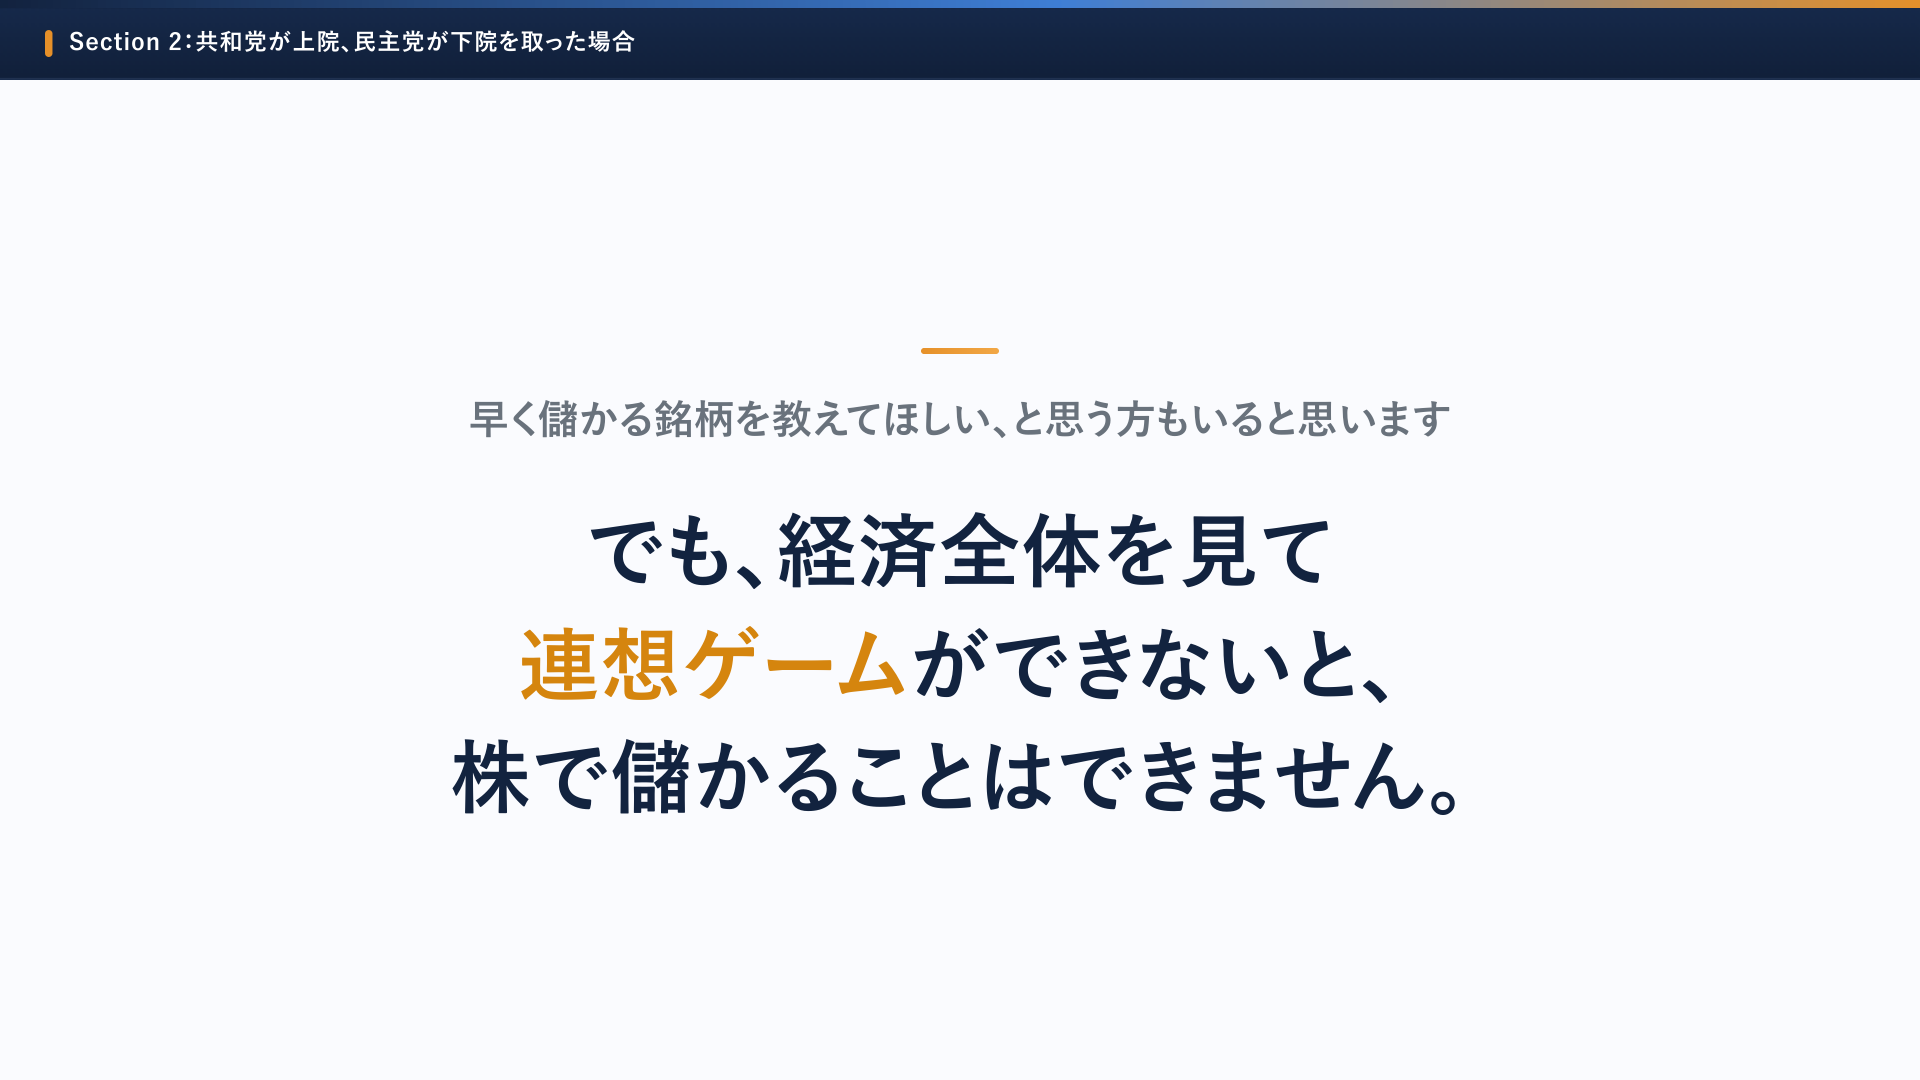 Section 2：共和党が上院、民主党が下院を取った場合
早く儲かる銘柄を教えてほしい、と思う方もいると思います
でも、経済全体を見て
連想ゲームができないと、
株で儲かることはできません。